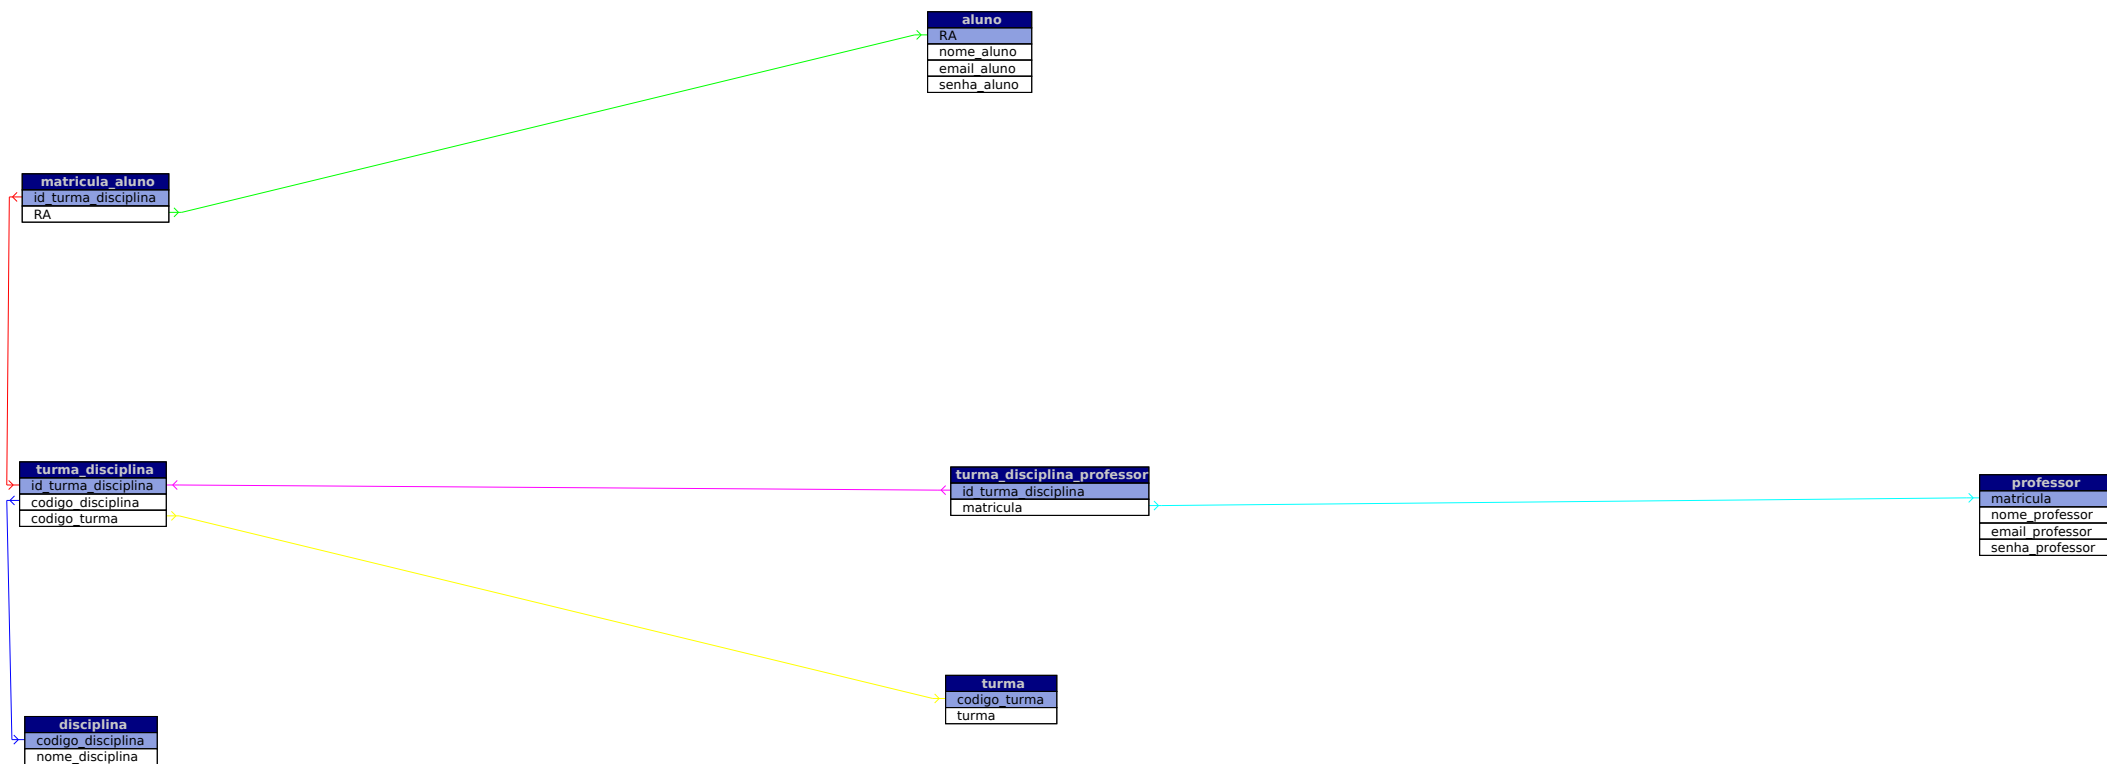 aluno
RA
nome_aluno
email_aluno
senha_aluno
matricula_aluno
id_turma_disciplina
RA
turma_disciplina
id_turma_disciplina
codigo_disciplina
codigo_turma
turma_disciplina_professor
id_turma_disciplina
matricula
professor
matricula
nome_professor
email_professor
senha_professor
turma
codigo_turma
turma
disciplina
codigo_disciplina
nome_disciplina